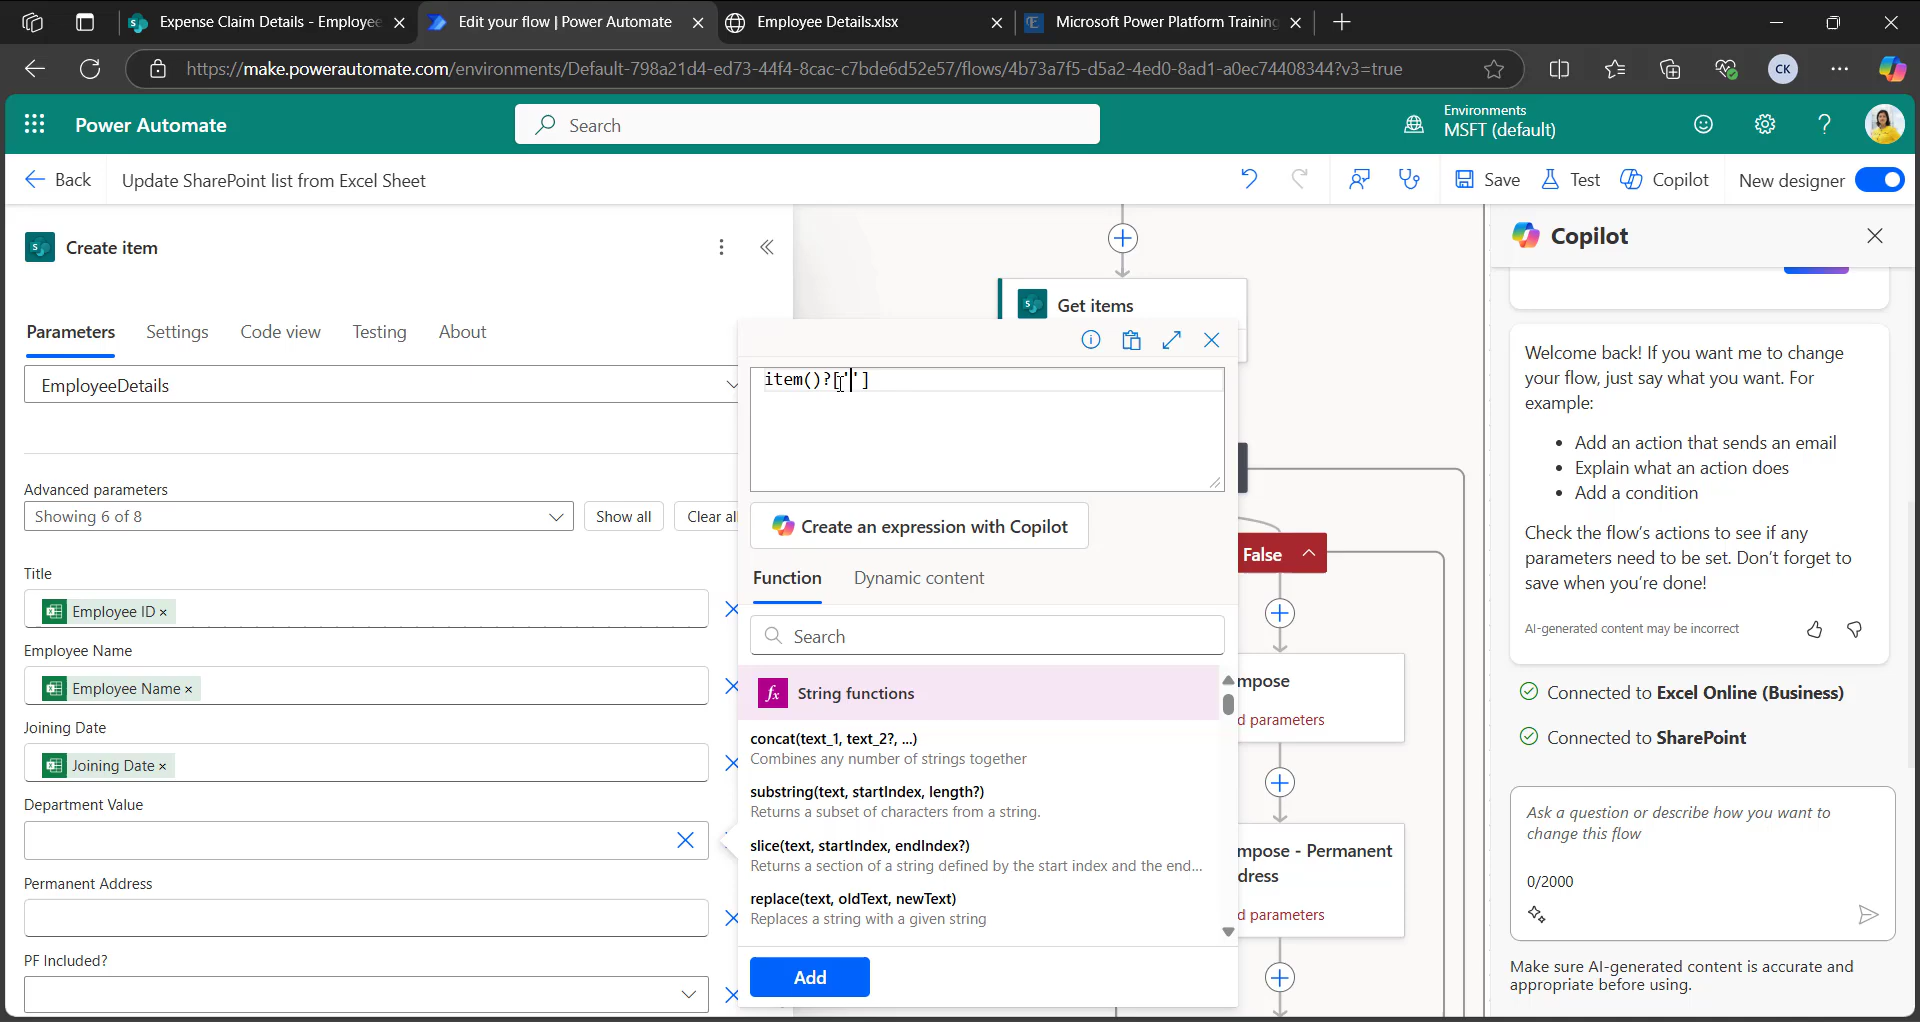 Expense Claim Details - Employee
Edit your flow | Power Automate
Employee Details.xlsx
Microsoft Power Platform Training
https://make.powerautomate.com/environments/Default-798a21d4-ed73-44f4-8cac-c7bde6d52e57/flows/4b73a7f5-d5a2-4ed0-8ad1-a0ec74408344?v3=true
CK
Power Automate
Search
Environments
MSFT (default)
Back
Update SharePoint list from Excel Sheet
Save
Test
Copilot
New designer
Create item
Parameters
Settings
Code view
Testing
About
EmployeeDetails
Advanced parameters
Showing 6 of 8
Show all
Clear all
Title
Employee ID ×
Employee Name
Employee Name ×
Joining Date
Joining Date ×
Department Value
Permanent Address
PF Included?
Get items
item()?['']
Create an expression with Copilot
Function
Dynamic content
Search
fx String functions
concat(text_1, text_2?, ...)
Combines any number of strings together
substring(text, startIndex, length?)
Returns a subset of characters from a string.
slice(text, startIndex, endIndex?)
Returns a section of a string defined by the start index and the end...
replace(text, oldText, newText)
Replaces a string with a given string
Add
False
mpose
d parameters
mpose - Permanent
dress
d parameters
Copilot
Welcome back! If you want me to change
your flow, just say what you want. For
example:
• Add an action that sends an email
• Explain what an action does
• Add a condition
Check the flow's actions to see if any
parameters need to be set. Don't forget to
save when you're done!
AI-generated content may be incorrect
Connected to Excel Online (Business)
Connected to SharePoint
Ask a question or describe how you want to
change this flow
0/2000
Make sure AI-generated content is accurate and
appropriate before using.